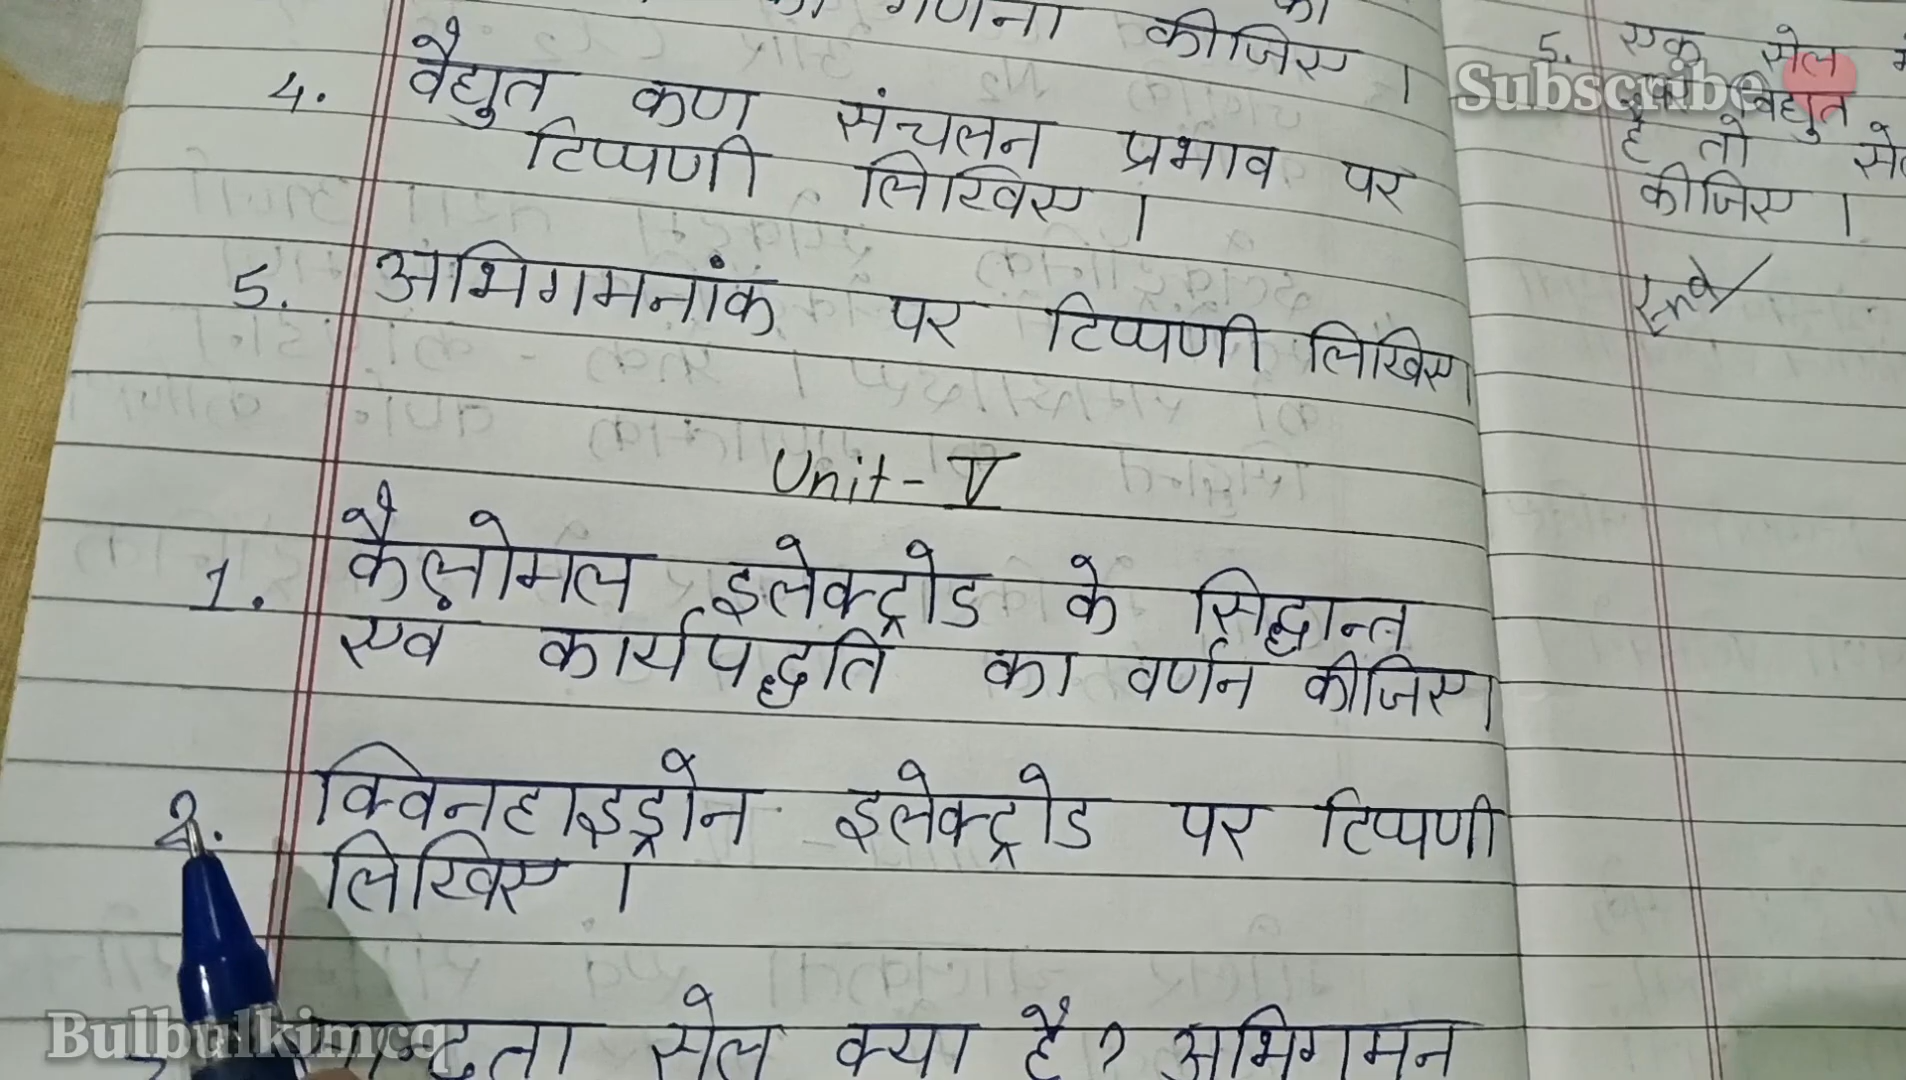 गणना कीजिए ।
4. वैद्युत कण संचलन प्रभाव पर
टिप्पणी लिखिए ।
5. अभिगमनांक पर टिप्पणी लिखिए।
Unit - V
1. कैलोमल इलेक्ट्रोड के सिद्धान्त
एवं कार्यपद्धति का वर्णन कीजिए।
2. क्विनहाइड्रोन इलेक्ट्रोड पर टिप्पणी
लिखिए ।
सेल क्या है ? अभिगमन
5. एक सेल
विद्युत
है तो
कीजिए ।
Subscribe
Bulbulkimcq